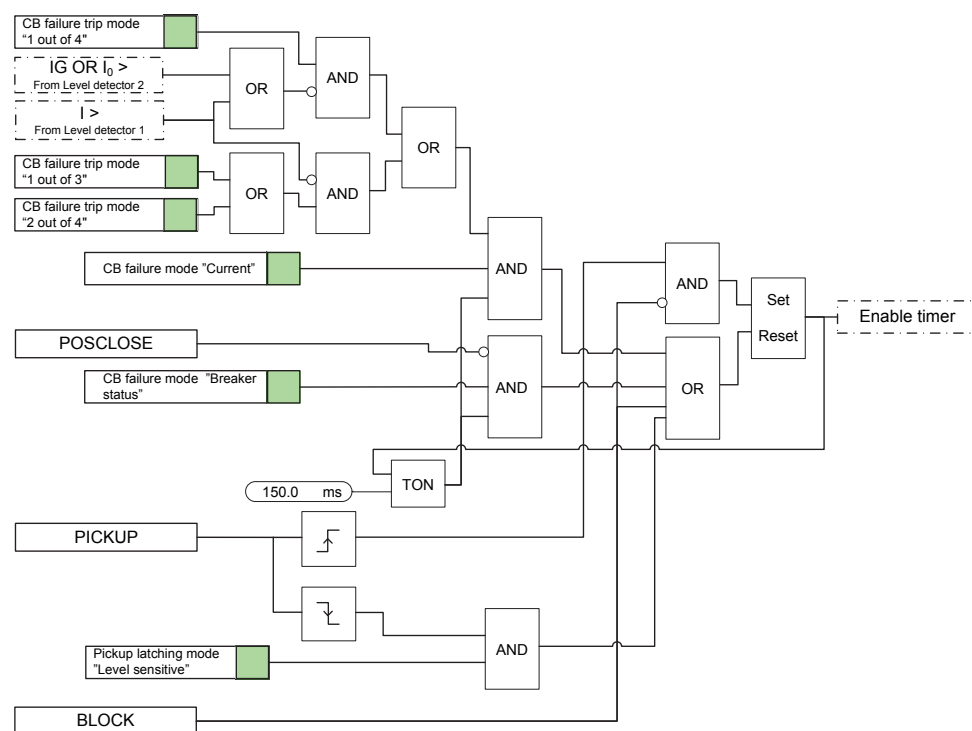 CB failure trip mode
“1 out of 4"
IG OR I0 >
From Level detector 2
I >
From Level detector 1
CB failure trip mode
“1 out of 3"
CB failure trip mode
“2 out of 4"
OR
AND
OR
AND
OR
CB failure mode ”Current”
AND
POSCLOSE
CB failure mode ”Breaker
status”
AND
150.0 ms
TON
AND
OR
Set
Reset
Enable timer
PICKUP
Pickup latching mode
”Level sensitive”
AND
BLOCK